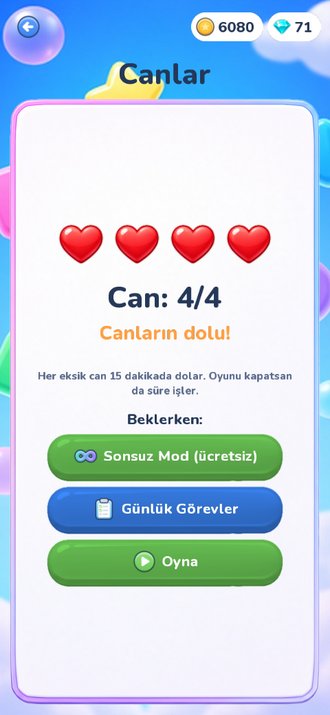 6080
71
Canlar
Can: 4/4
Canların dolu!
Her eksik can 15 dakikada dolar. Oyunu kapatsan
da süre işler.
Beklerken:
Sonsuz Mod (ücretsiz)
Günlük Görevler
Oyna